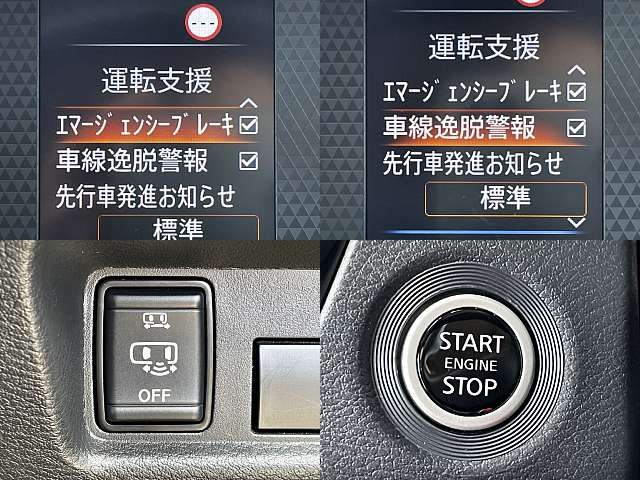 運転支援
エマージェンシーブレーキ
車線逸脱警報
先行車発進お知らせ
標準
運転支援
エマージェンシーブレーキ
車線逸脱警報
先行車発進お知らせ
標準
OFF
START
ENGINE
STOP